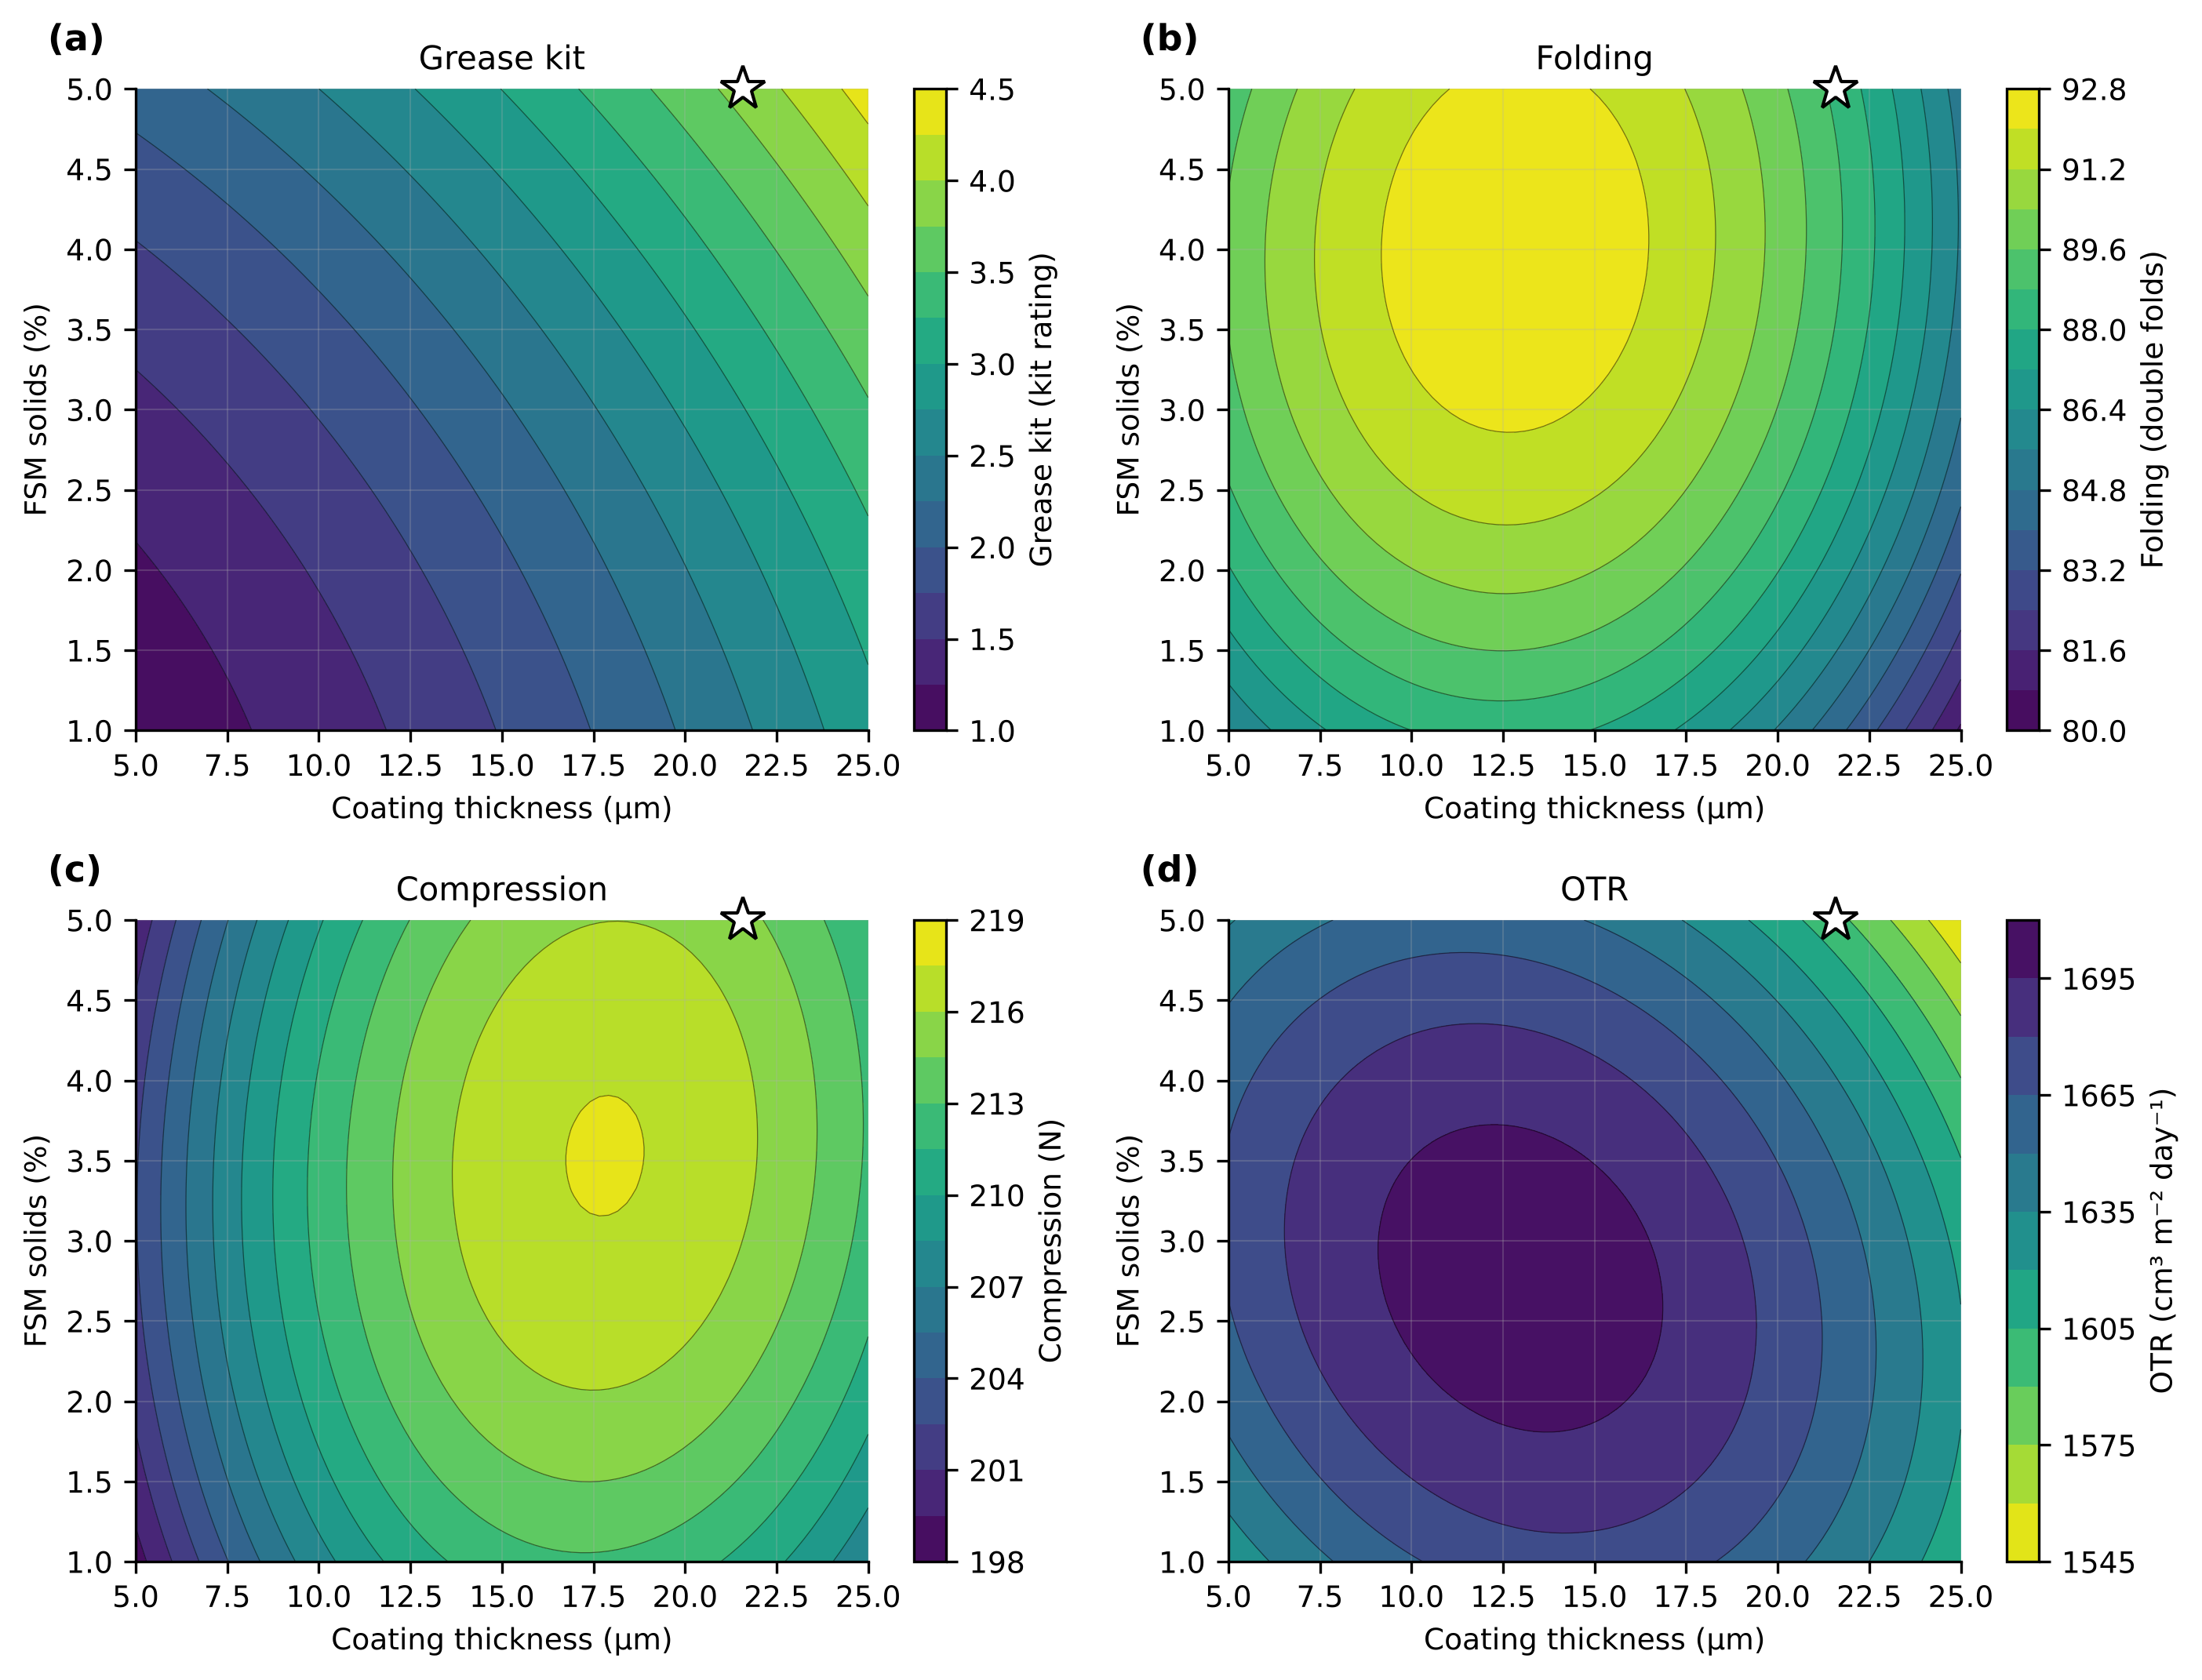 (a)
Grease kit
5.0
4.5
4.0
3.5
3.0
2.5
2.0
1.5
1.0
FSM solids (%)
5.0 7.5 10.0 12.5 15.0 17.5 20.0 22.5 25.0
Coating thickness (μm)
4.5
4.0
3.5
3.0
2.5
2.0
1.5
1.0
Grease kit (kit rating)
(b)
Folding
5.0
4.5
4.0
3.5
3.0
2.5
2.0
1.5
1.0
FSM solids (%)
5.0 7.5 10.0 12.5 15.0 17.5 20.0 22.5 25.0
Coating thickness (μm)
92.8
91.2
89.6
88.0
86.4
84.8
83.2
81.6
80.0
Folding (double folds)
(c)
Compression
5.0
4.5
4.0
3.5
3.0
2.5
2.0
1.5
1.0
FSM solids (%)
5.0 7.5 10.0 12.5 15.0 17.5 20.0 22.5 25.0
Coating thickness (μm)
219
216
213
210
207
204
201
198
Compression (N)
(d)
OTR
5.0
4.5
4.0
3.5
3.0
2.5
2.0
1.5
1.0
FSM solids (%)
5.0 7.5 10.0 12.5 15.0 17.5 20.0 22.5 25.0
Coating thickness (μm)
1695
1665
1635
1605
1575
1545
OTR (cm³ m⁻² day⁻¹)